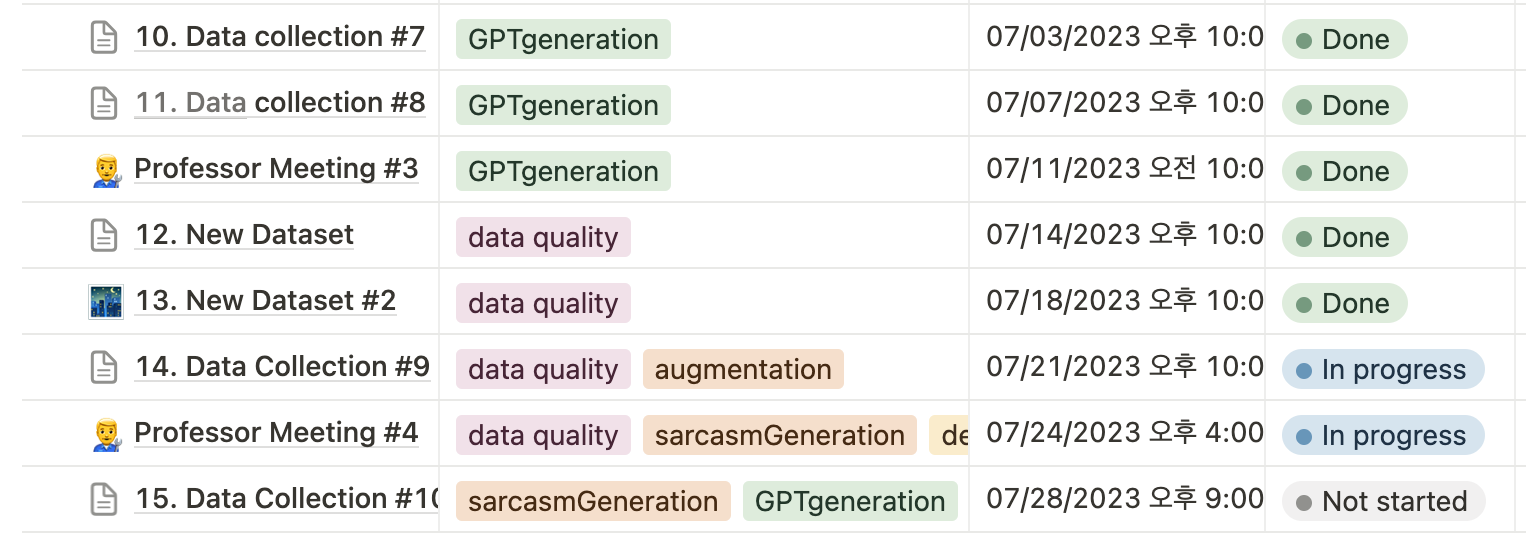 10. Data collection #7 GPTgeneration 07/03/2023 오후 10:0 Done
11. Data collection #8 GPTgeneration 07/07/2023 오후 10:0 Done
Professor Meeting #3 GPTgeneration 07/11/2023 오전 10:0 Done
12. New Dataset data quality 07/14/2023 오후 10:0 Done
13. New Dataset #2 data quality 07/18/2023 오후 10:0 Done
14. Data Collection #9 data quality augmentation 07/21/2023 오후 10:0 In progress
Professor Meeting #4 data quality sarcasmGeneration de 07/24/2023 오후 4:00 In progress
15. Data Collection #10 sarcasmGeneration GPTgeneration 07/28/2023 오후 9:00 Not started